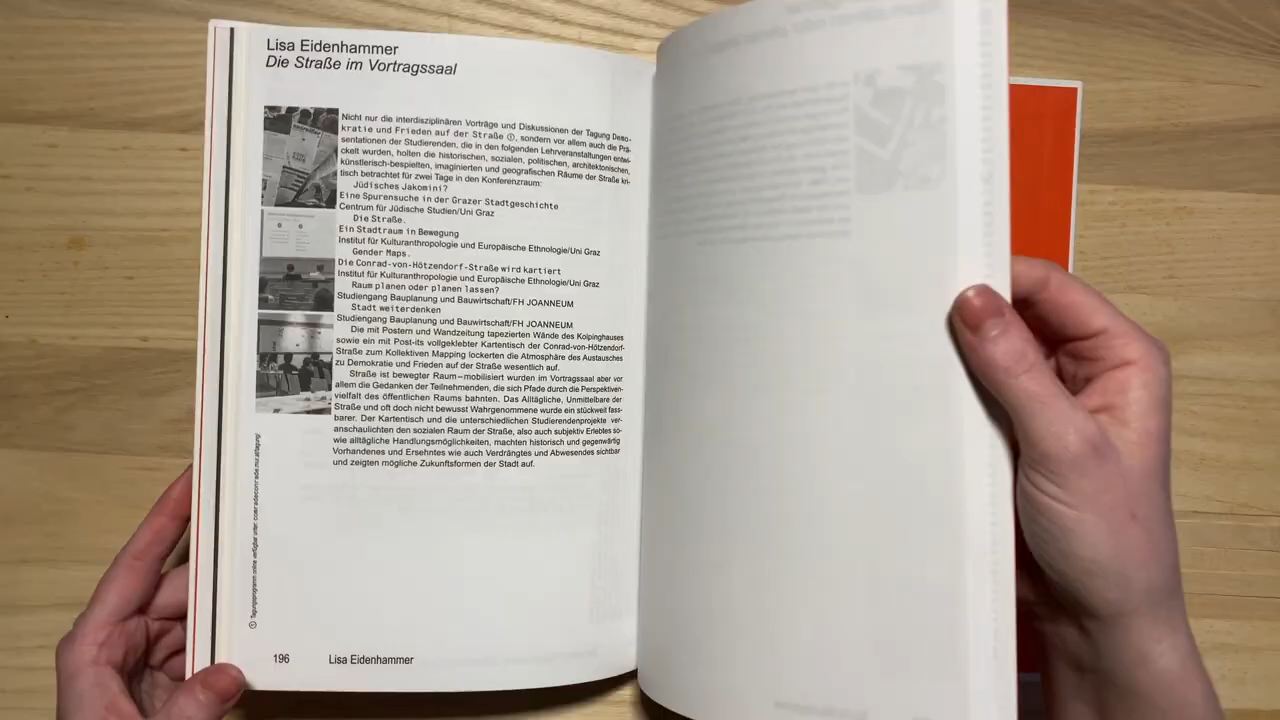 Lisa Eidenhammer
Die Straße im Vortragssaal
Nicht nur die interdisziplinären Vorträge und Diskussionen der Tagung Demo-
kratie und Frieden auf der Straße ①, sondern vor allem auch die Prä-
sentationen der Studierenden, die in den folgenden Lehrveranstaltungen entwi-
ckelt wurden, holten die historischen, sozialen, politischen, architektonischen,
künstlerisch-bespielten, imaginierten und geografischen Räume der Straße kri-
tisch betrachtet für zwei Tage in den Konferenzraum:
Jüdisches Jakomini?
Eine Spurensuche in der Grazer Stadtgeschichte
Centrum für Jüdische Studien/Uni Graz
Die Straße.
Ein Stadtraum in Bewegung
Institut für Kulturanthropologie und Europäische Ethnologie/Uni Graz
Gender Maps.
Die Conrad-von-Hötzendorf-Straße wird kartiert
Institut für Kulturanthropologie und Europäische Ethnologie/Uni Graz
Raum planen oder planen lassen?
Studiengang Bauplanung und Bauwirtschaft/FH JOANNEUM
Stadt weiterdenken
Studiengang Bauplanung und Bauwirtschaft/FH JOANNEUM
Die mit Postern und Wandzeitung tapezierten Wände des Kolpinghauses
sowie ein mit Post-its vollgeklebter Kartentisch der Conrad-von-Hötzendorf-
Straße zum Kollektiven Mapping lockerten die Atmosphäre des Austausches
zu Demokratie und Frieden auf der Straße wesentlich auf.
Straße ist bewegter Raum – mobilisiert wurden im Vortragssaal aber vor
allem die Gedanken der Teilnehmenden, die sich Pfade durch die Perspektiven-
vielfalt des öffentlichen Raums bahnten. Das Alltägliche, Unmittelbare der
Straße und oft doch nicht bewusst Wahrgenommene wurde ein stückweit fass-
barer. Der Kartentisch und die unterschiedlichen Studierendenprojekte ver-
anschaulichten den sozialen Raum der Straße, also auch subjektiv Erlebtes so-
wie alltägliche Handlungsmöglichkeiten, machten historisch und gegenwärtig
Vorhandenes und Ersehntes wie auch Verdrängtes und Abwesendes sichtbar
und zeigten mögliche Zukunftsformen der Stadt auf.
① Tagungsprogramm online verfügbar unter: comradeconrade.mur.at/tagung/
196 Lisa Eidenhammer